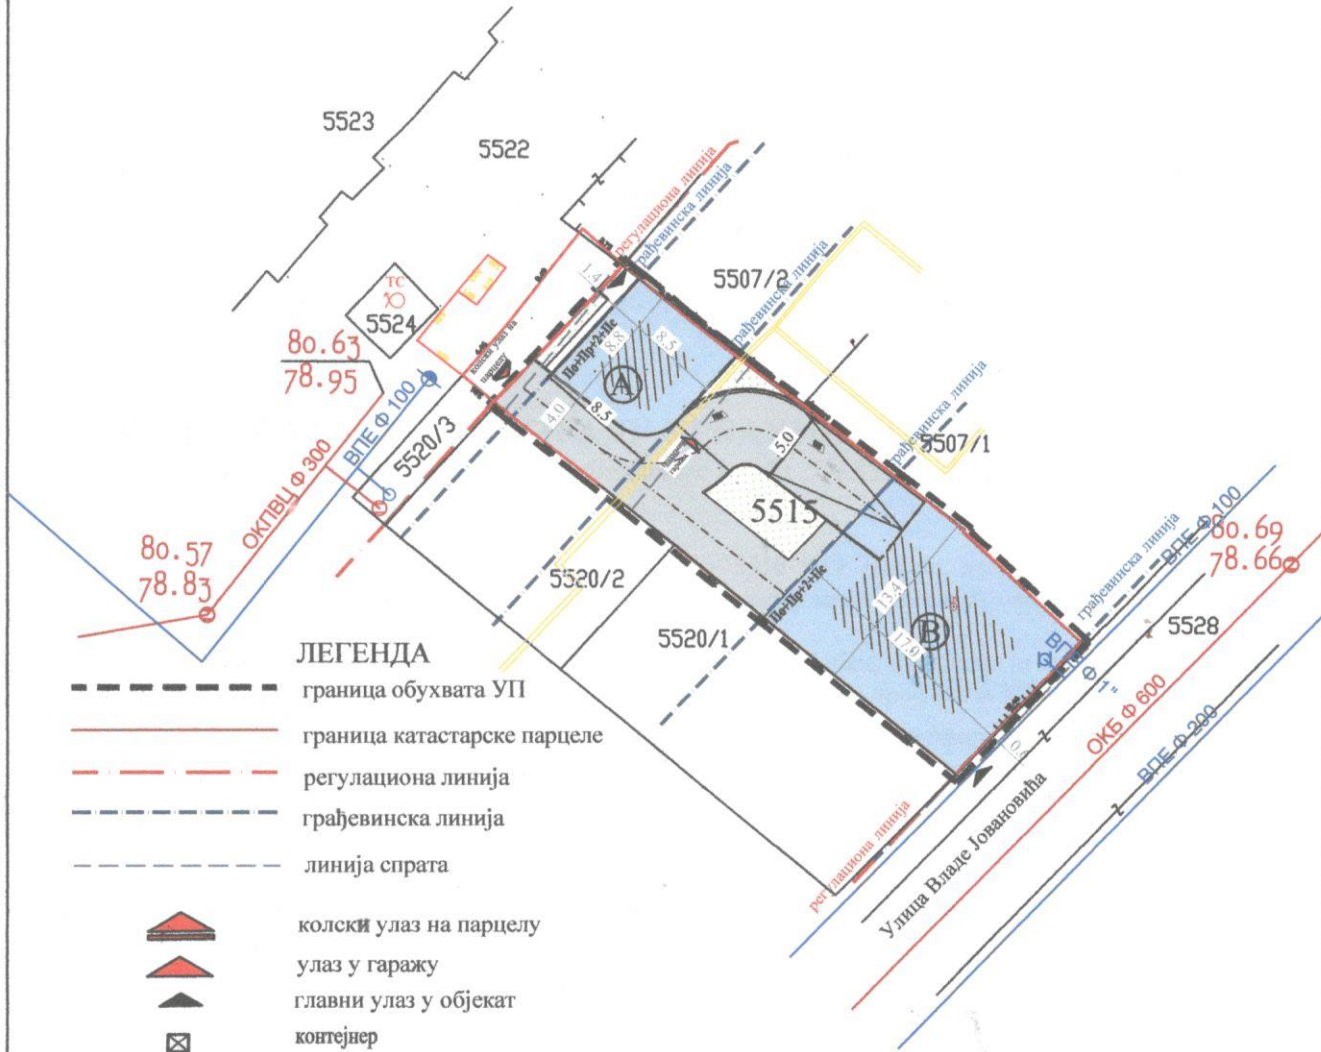 5523
5522
регулациона линија
грађевинска линија
грађевинска линија
5507/2
1.4
ТС
5524
колски улаз на
парцелу
По+Пр+2+Пс
8.8
8.5
А
8.5
4.0
грађевинска линија
80.63
78.95
ВПЕ Ф 100
ОКПВЦ Ф 300
5520/3
5.0
5507/1
5515
80.57
78.83
5520/2
5520/1
По+Пр+2+Пс
13.4
17.0
В
грађевинска линија
ВПЕ Ф 100
80.69
78.66
5528
Ф 1"
ОКБ Ф 600
ВПЕ Ф 200
Улица Владе Јовановића
регулациона линија
ЛЕГЕНДА
граница обухвата УП
граница катастарске парцеле
регулациона линија
грађевинска линија
линија спрата
колски улаз на парцелу
улаз у гаражу
главни улаз у објекат
контејнер